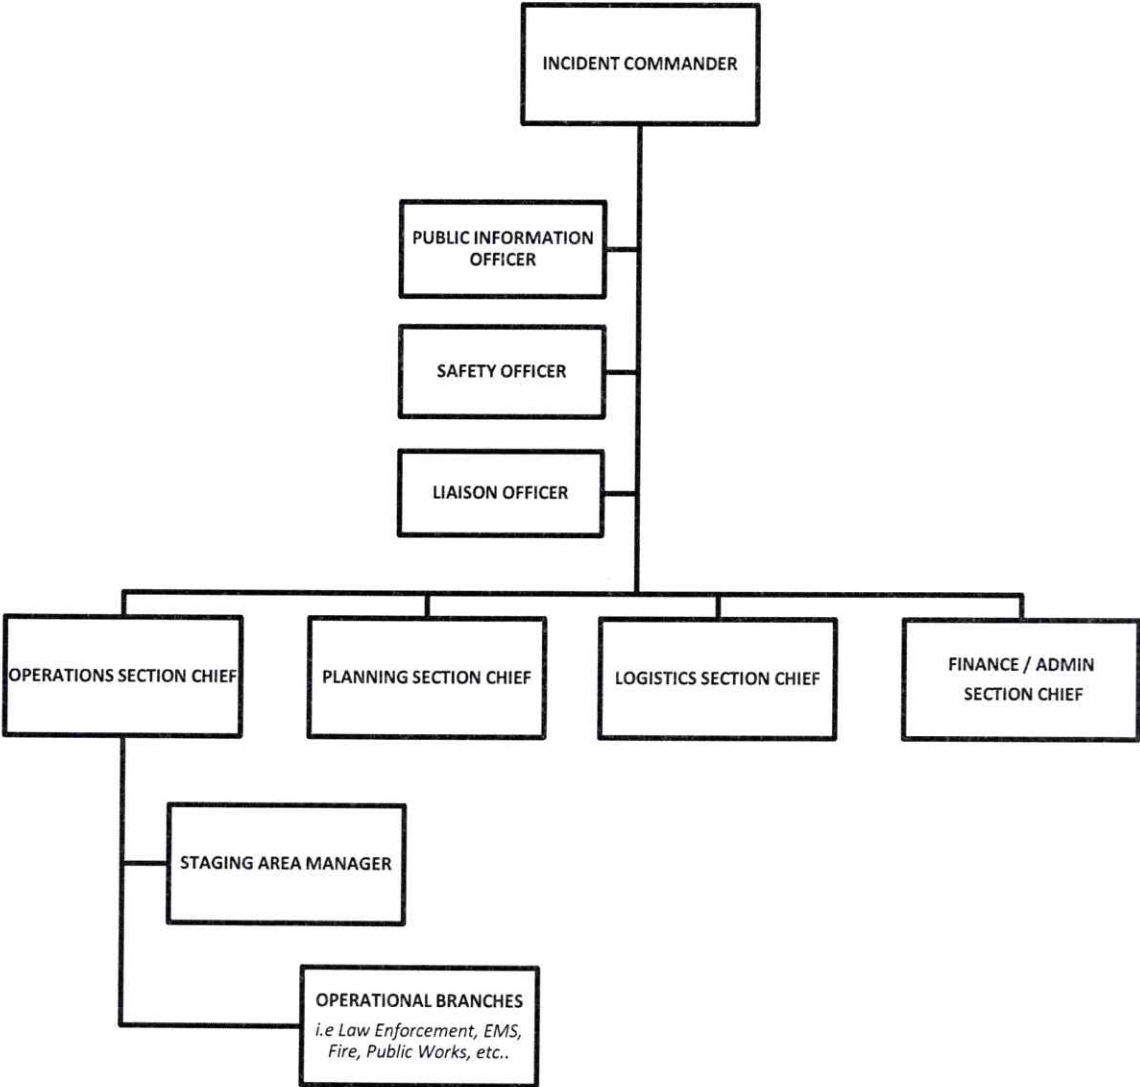 INCIDENT COMMANDER
PUBLIC INFORMATION
OFFICER
SAFETY OFFICER
LIAISON OFFICER
OPERATIONS SECTION CHIEF
PLANNING SECTION CHIEF
LOGISTICS SECTION CHIEF
FINANCE / ADMIN
SECTION CHIEF
STAGING AREA MANAGER
OPERATIONAL BRANCHES
i.e Law Enforcement, EMS,
Fire, Public Works, etc..